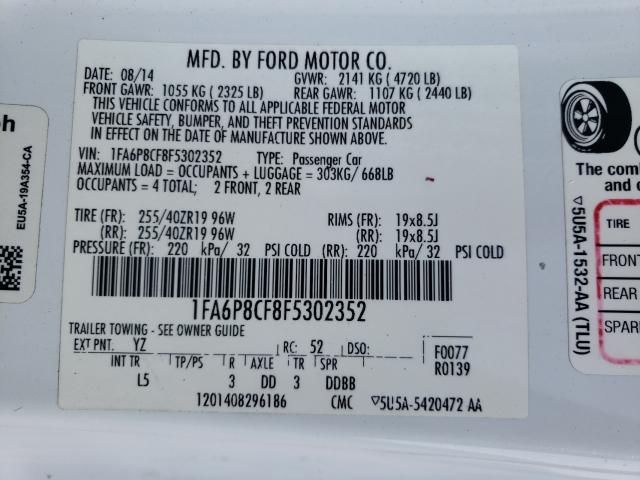 MFD. BY FORD MOTOR CO.
DATE: 08/14 GVWR: 2141 KG ( 4720 LB)
FRONT GAWR: 1055 KG ( 2325 LB) REAR GAWR: 1107 KG ( 2440 LB)
THIS VEHICLE CONFORMS TO ALL APPLICABLE FEDERAL MOTOR
VEHICLE SAFETY, BUMPER, AND THEFT PREVENTION STANDARDS
IN EFFECT ON THE DATE OF MANUFACTURE SHOWN ABOVE.
VIN: 1FA6P8CF8F5302352 TYPE: Passenger Car
MAXIMUM LOAD = OCCUPANTS + LUGGAGE = 303KG/ 668LB
OCCUPANTS = 4 TOTAL; 2 FRONT, 2 REAR
TIRE (FR): 255/40ZR19 96W RIMS (FR): 19x8.5J
(RR): 255/40ZR19 96W (RR): 19x8.5J
PRESSURE (FR): 220 kPa/ 32 PSI COLD (RR): 220 kPa/ 32 PSI COLD
1FA6P8CF8F5302352
TRAILER TOWING - SEE OWNER GUIDE
EXT PNT: YZ RC: 52 DSO: F0077
INT TR TP/PS R AXLE TR SPR R0139
L5 3 DD 3 DDBB
1201408296186 CMC ▽5U5A-5420472 AA
EU5A-19A354-CA
▽5U5A-1532-AA (TLU)
The comb
and c
TIRE
FRONT
REAR
SPAR